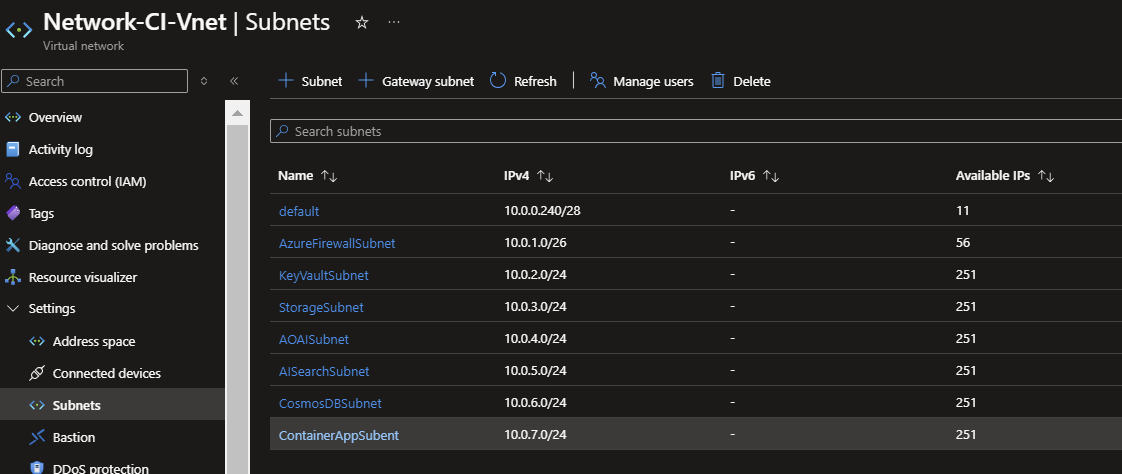 Network-CI-Vnet | Subnets
Virtual network
Search
Subnet Gateway subnet Refresh Manage users Delete
Overview
Activity log
Access control (IAM)
Tags
Diagnose and solve problems
Resource visualizer
Settings
Address space
Connected devices
Subnets
Bastion
DDoS protection
Search subnets
Name IPv4 IPv6 Available IPs
default 10.0.0.240/28 - 11
AzureFirewallSubnet 10.0.1.0/26 - 56
KeyVaultSubnet 10.0.2.0/24 - 251
StorageSubnet 10.0.3.0/24 - 251
AOAISubnet 10.0.4.0/24 - 251
AISearchSubnet 10.0.5.0/24 - 251
CosmosDBSubnet 10.0.6.0/24 - 251
ContainerAppSubent 10.0.7.0/24 - 251